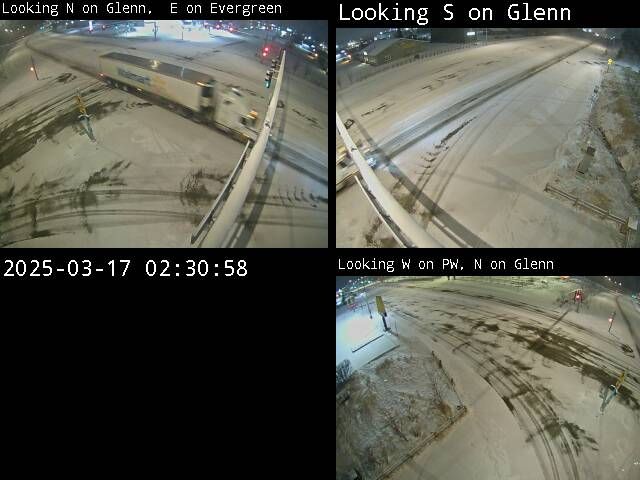 Looking N on Glenn,  E on Evergreen
Looking S on Glenn
2025-03-17 02:30:58
Looking W on PW, N on Glenn